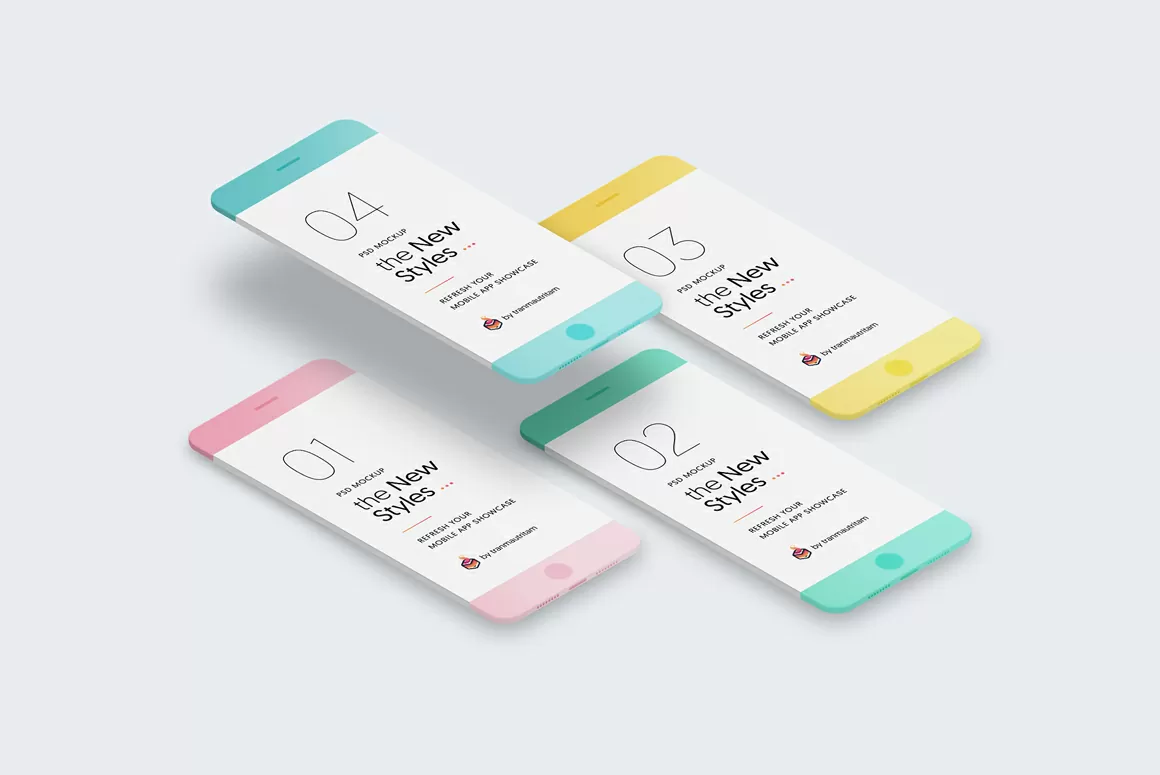 04
PSD MOCKUP
the New
Styles
REFRESH YOUR
MOBILE APP SHOWCASE
by tranmautritam
03
PSD MOCKUP
the New
Styles
REFRESH YOUR
MOBILE APP SHOWCASE
by tranmautritam
01
PSD MOCKUP
the New
Styles
REFRESH YOUR
MOBILE APP SHOWCASE
by tranmautritam
02
PSD MOCKUP
the New
Styles
REFRESH YOUR
MOBILE APP SHOWCASE
by tranmautritam